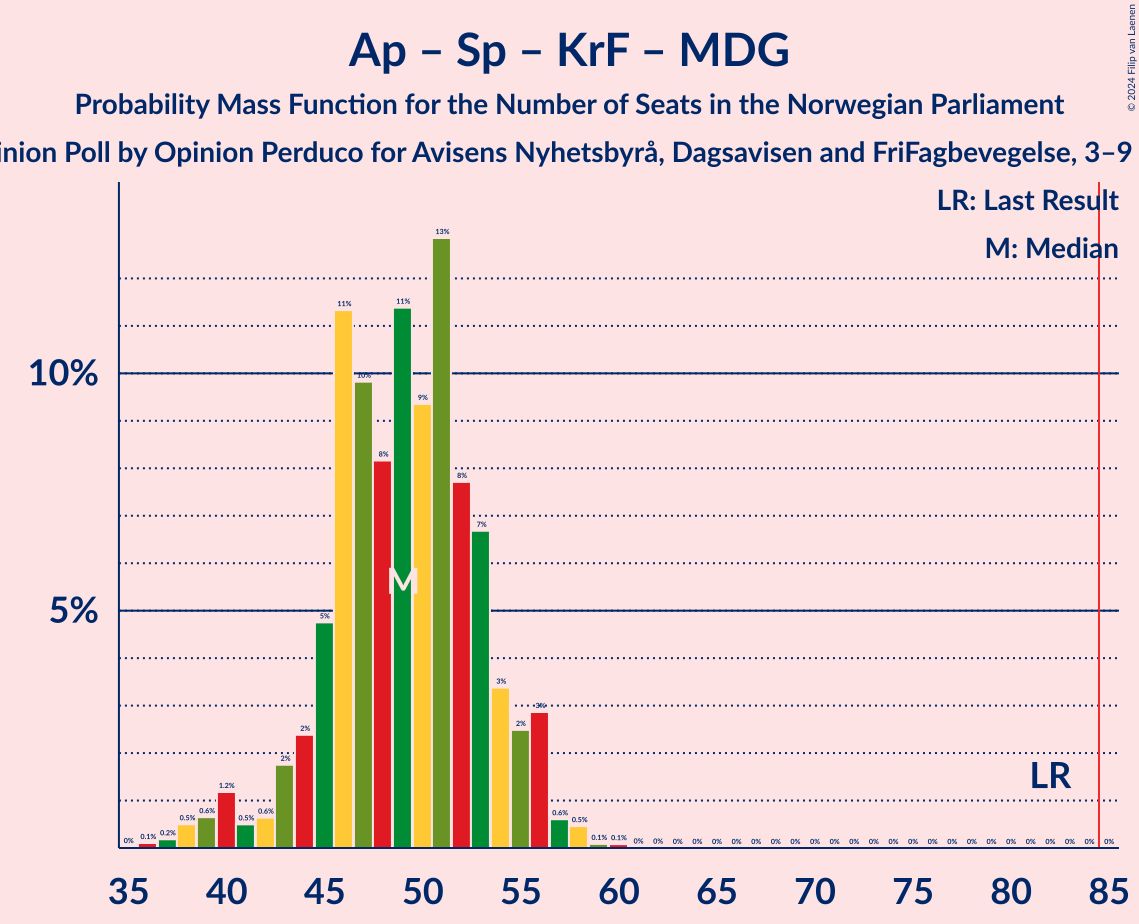 Ap – Sp – KrF – MDG
Probability Mass Function for the Number of Seats in the Norwegian Parliament
inion Poll by Opinion Perduco for Avisens Nyhetsbyrå, Dagsavisen and FriFagbevegelse, 3–9
© 2024 Filip van Laenen
LR: Last Result
M: Median
10%
5%
0% 0.1% 0.2% 0.5% 0.6% 1.2% 0.5% 0.6% 2% 2% 5% 11% 10% 8% 11% 9% 13% 8% 7% 3% 2% 3% 0.6% 0.5% 0.1% 0.1% 0% 0% 0% 0% 0% 0% 0% 0% 0% 0% 0% 0% 0% 0% 0% 0% 0% 0% 0% 0% 0% 0% 0% 0% 0%
M
LR
35 40 45 50 55 60 65 70 75 80 85